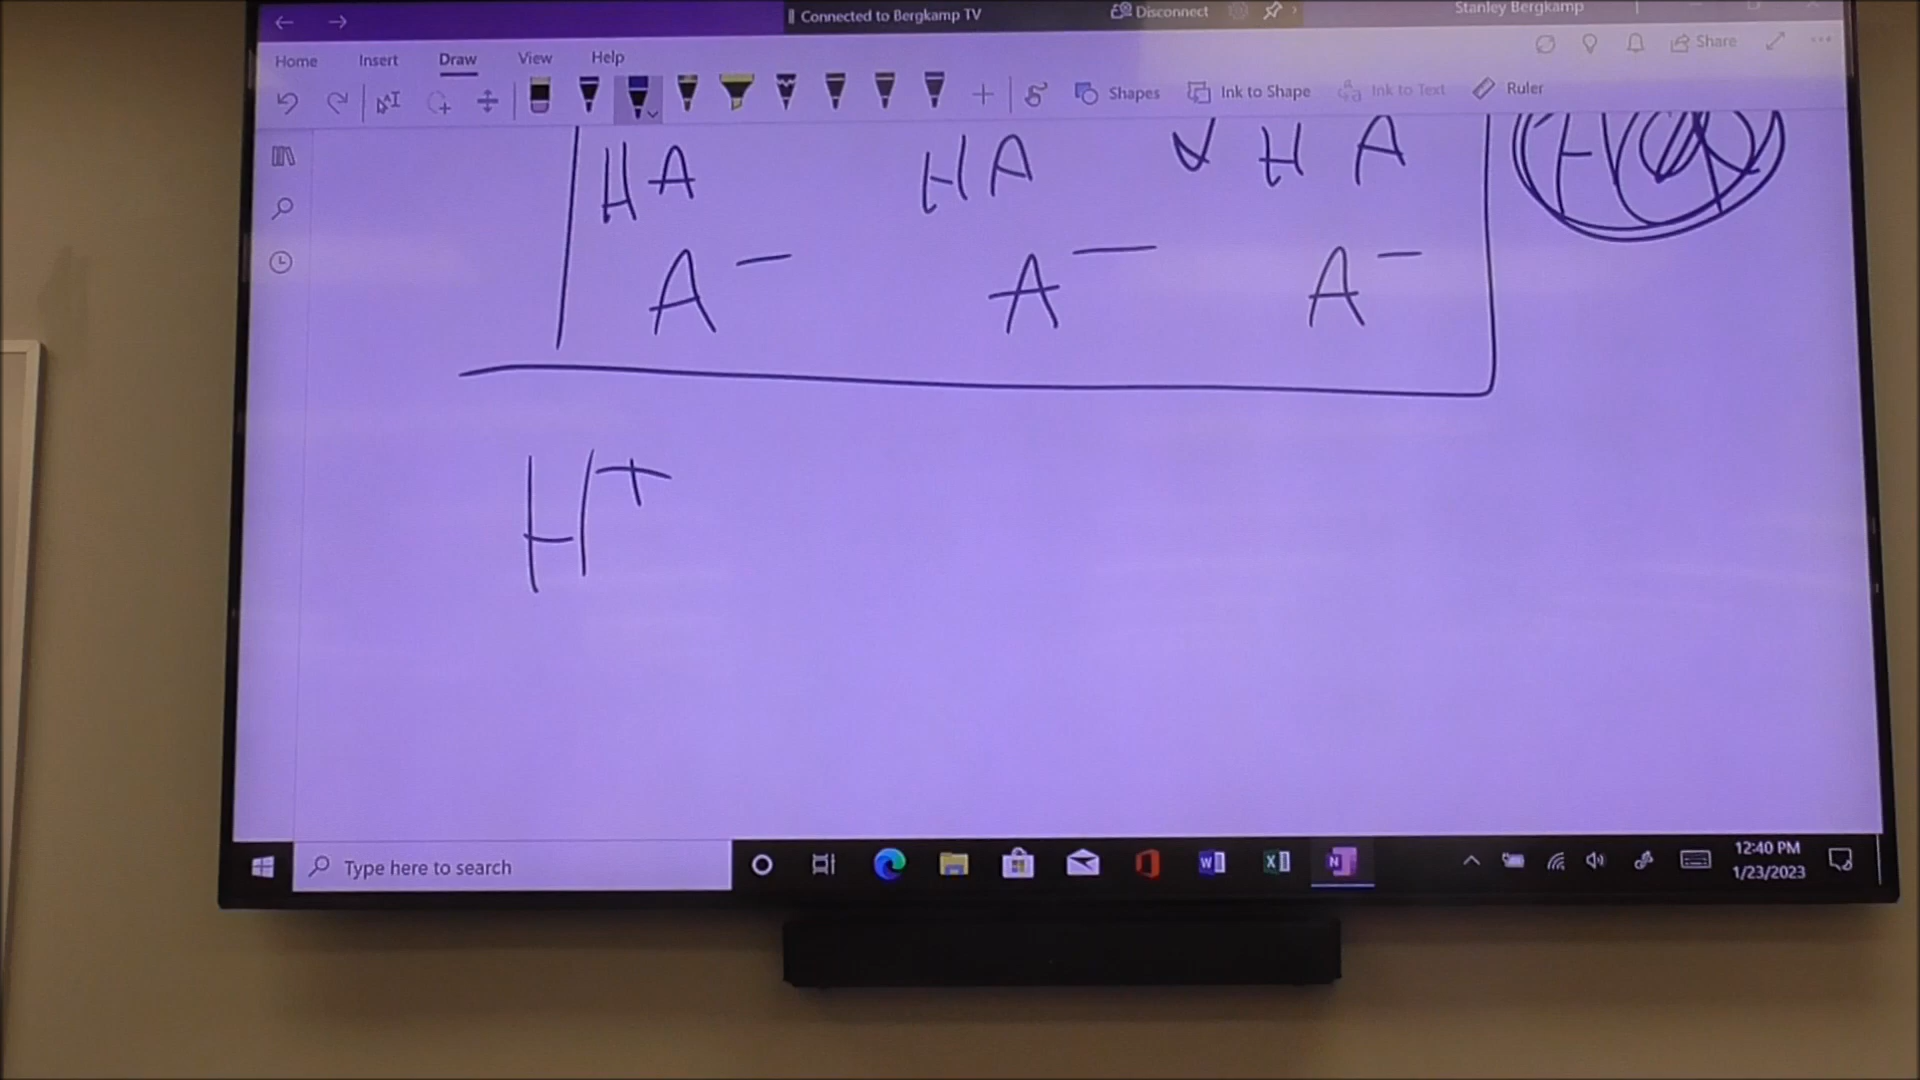 Connected to Bergkamp TV Disconnect Stanley Bergkamp
Home Insert Draw View Help Share
Shapes Ink to Shape Ink to Text Ruler
HA HA HA
A⁻ A⁻ A⁻
H⁺
Type here to search
12:40 PM
1/23/2023